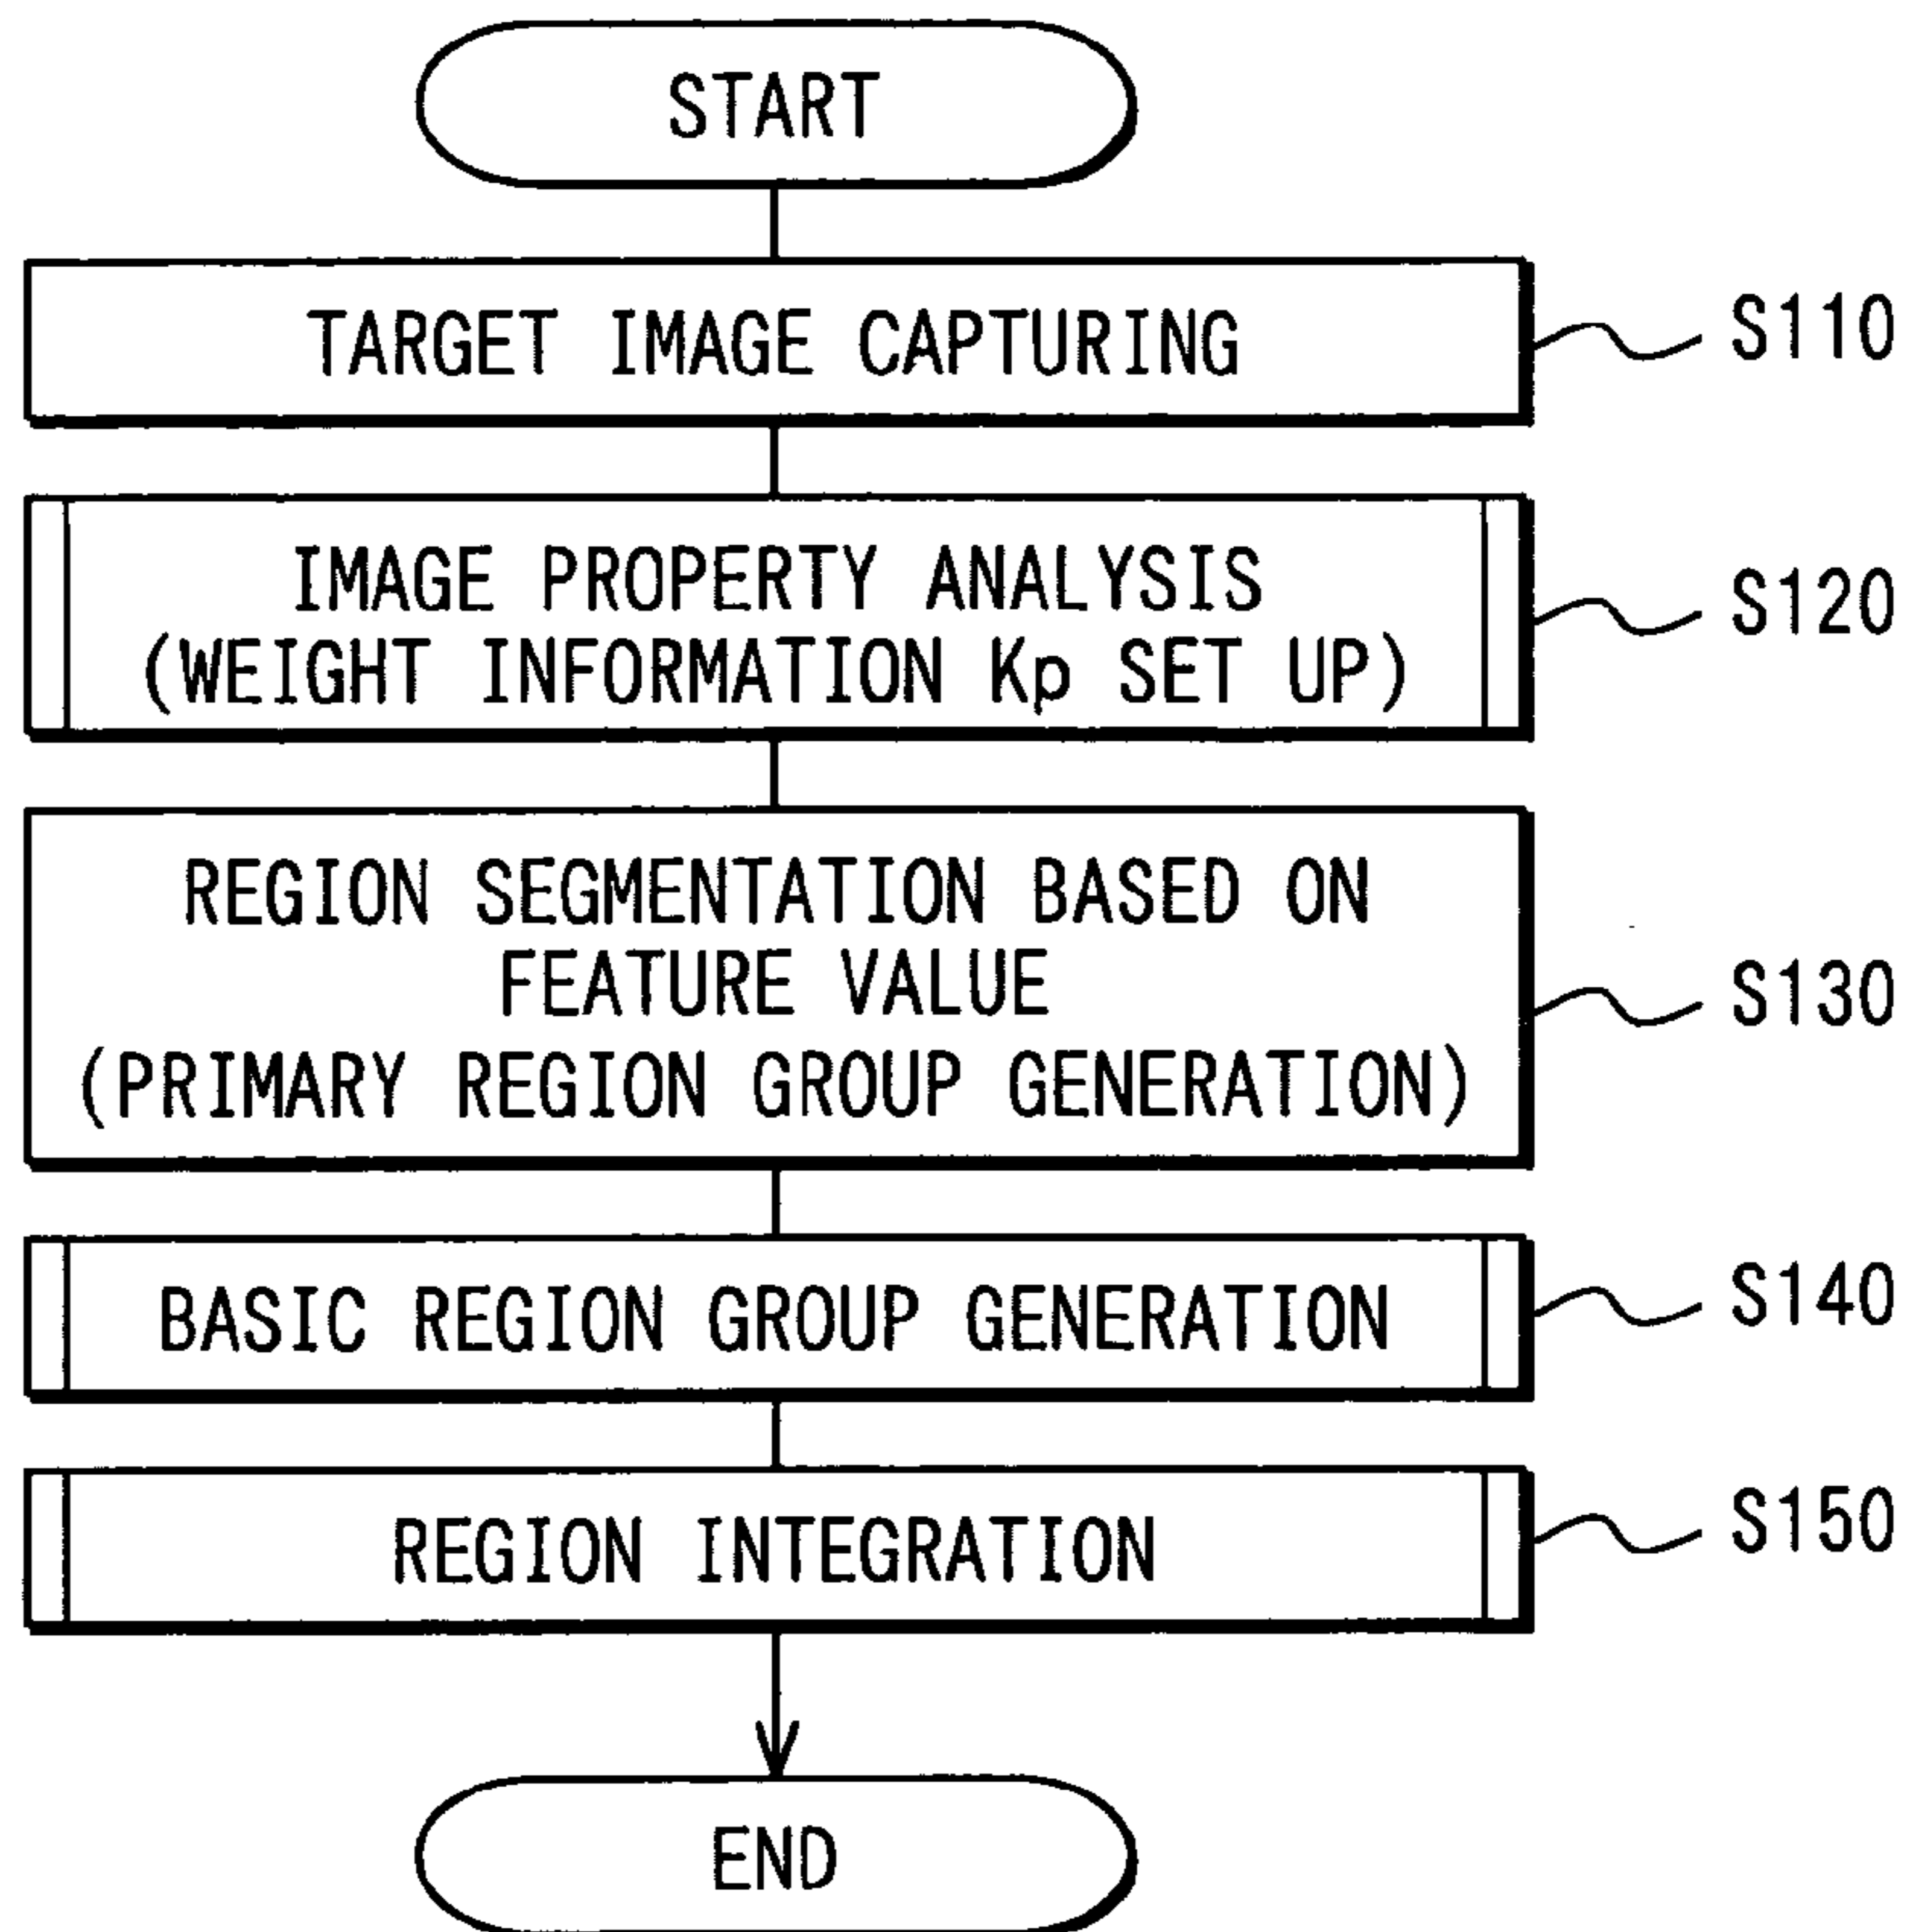 START
TARGET IMAGE CAPTURING
S110
IMAGE PROPERTY ANALYSIS
(WEIGHT INFORMATION Kp SET UP)
S120
REGION SEGMENTATION BASED ON
FEATURE VALUE
(PRIMARY REGION GROUP GENERATION)
S130
BASIC REGION GROUP GENERATION
S140
REGION INTEGRATION
S150
END